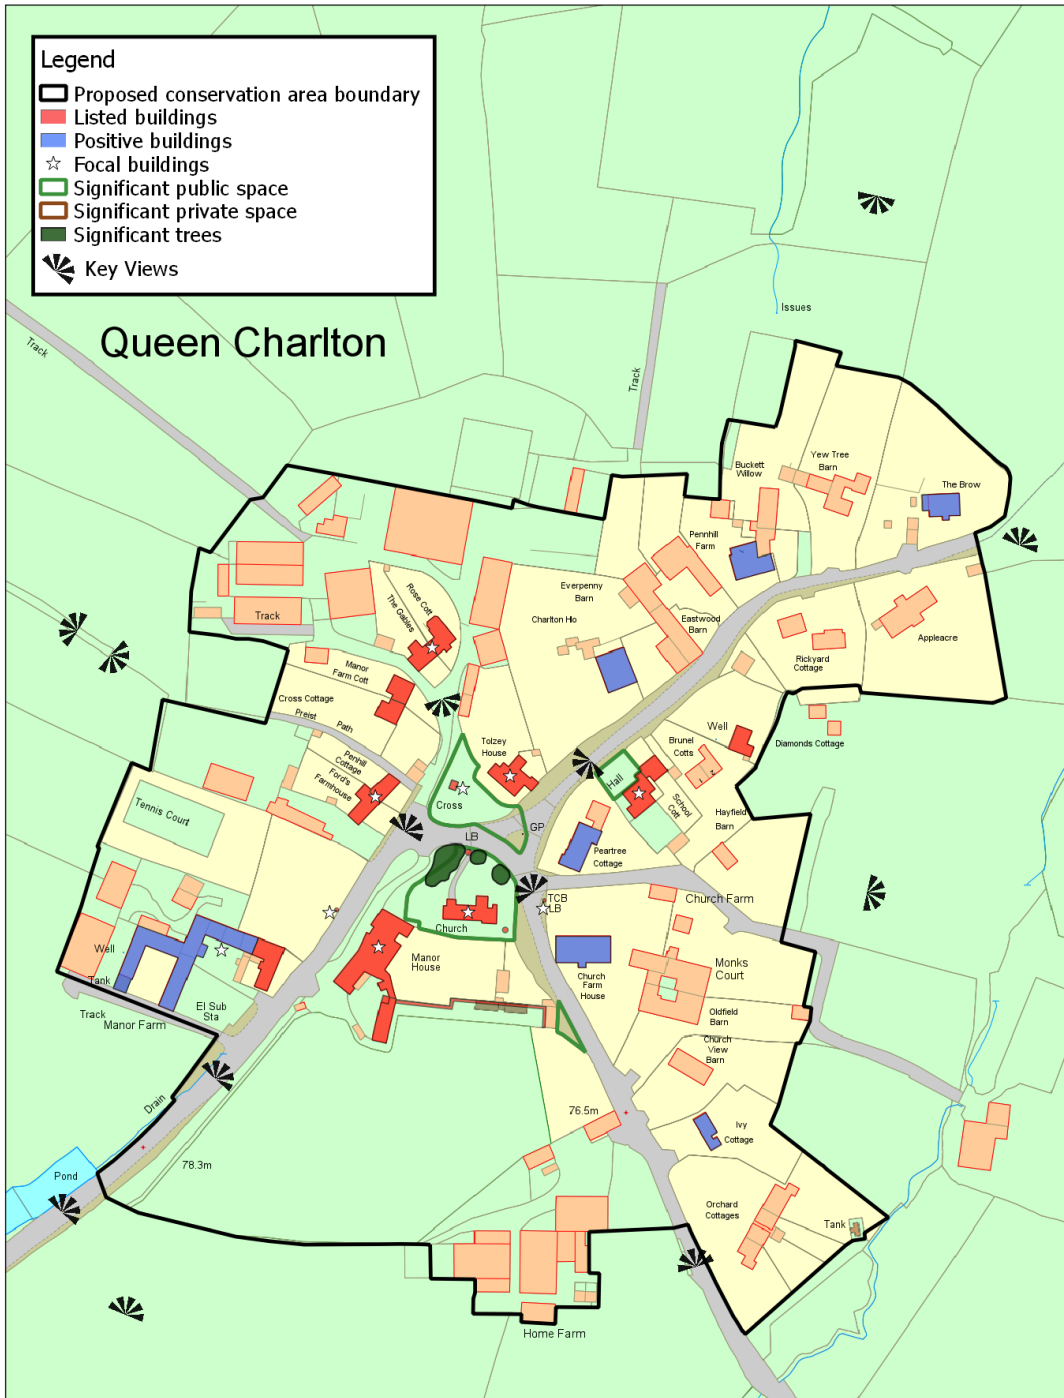 Legend
Proposed conservation area boundary
Listed buildings
Positive buildings
Focal buildings
Significant public space
Significant private space
Significant trees
Key Views
Queen Charlton
Issues
Track
Track
Buckett
Willow
Yew Tree
Barn
The Brow
Pennhill
Farm
Everpenny
Barn
Charlton Ho
Eastwood
Barn
Rose Cott
The Gables
Track
Rickyard
Cottage
Appleacre
Manor
Farm Cott
Cross Cottage
Preist
Path
Penhill
Cottage
Ford's
Farmhouse
Tolzey
House
Well
Brunel
Cotts
1
2
Diamonds Cottage
Hall
School
Cott
Hayfield
Barn
Tennis Court
Cross
LB
GP
Peartree
Cottage
TCB
LB
Church Farm
Church
Well
Tank
Manor
House
Church
Farm
House
Monks
Court
El Sub
Sta
Track
Manor Farm
Oldfield
Barn
Church
View
Barn
Drain
76.5m
Ivy
Cottage
78.3m
Pond
Orchard
Cottages
Tank
Home Farm